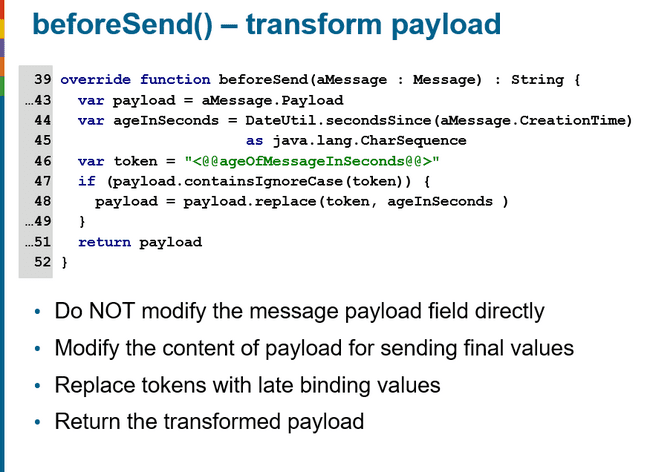 beforeSend() – transform payload
39 override function beforeSend(aMessage : Message) : String {
…43 var payload = aMessage.Payload
44 var ageInSeconds = DateUtil.secondsSince(aMessage.CreationTime)
45 as java.lang.CharSequence
46 var token = "<@@ageOfMessageInSeconds@@>"
47 if (payload.containsIgnoreCase(token)) {
48 payload = payload.replace(token, ageInSeconds )
…49 }
…51 return payload
52 }
• Do NOT modify the message payload field directly
• Modify the content of payload for sending final values
• Replace tokens with late binding values
• Return the transformed payload